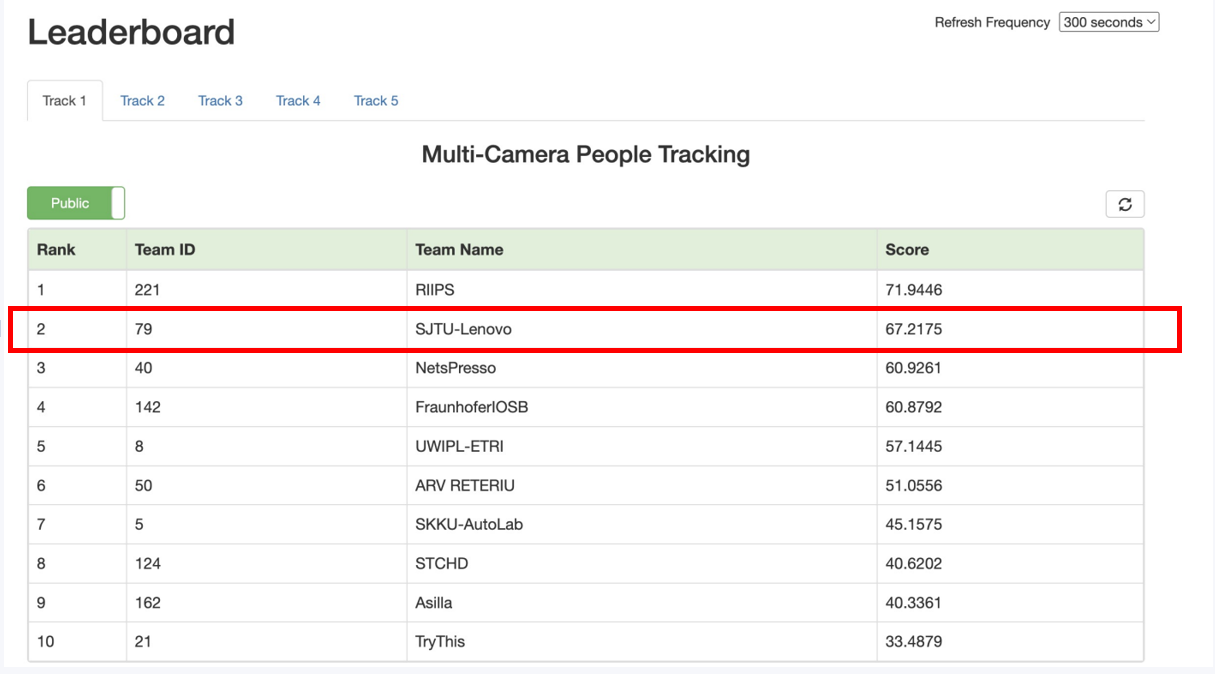 Leaderboard
Refresh Frequency 300 seconds
Track 1 Track 2 Track 3 Track 4 Track 5
Multi-Camera People Tracking
Public
Rank Team ID Team Name Score
1 221 RIIPS 71.9446
2 79 SJTU-Lenovo 67.2175
3 40 NetsPresso 60.9261
4 142 FraunhoferIOSB 60.8792
5 8 UWIPL-ETRI 57.1445
6 50 ARV RETERIU 51.0556
7 5 SKKU-AutoLab 45.1575
8 124 STCHD 40.6202
9 162 Asilla 40.3361
10 21 TryThis 33.4879